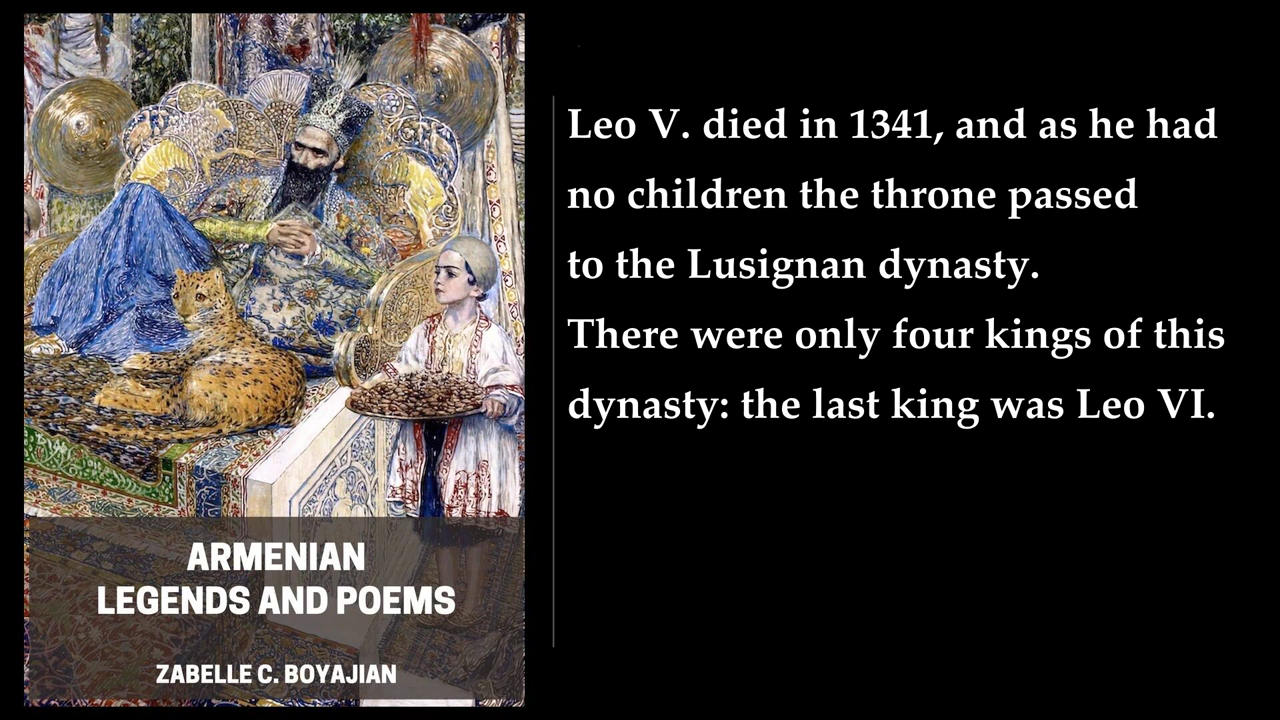 Leo V. died in 1341, and as he had
no children the throne passed
to the Lusignan dynasty.
There were only four kings of this
dynasty: the last king was Leo VI.
ARMENIAN
LEGENDS AND POEMS
ZABELLE C. BOYAJIAN